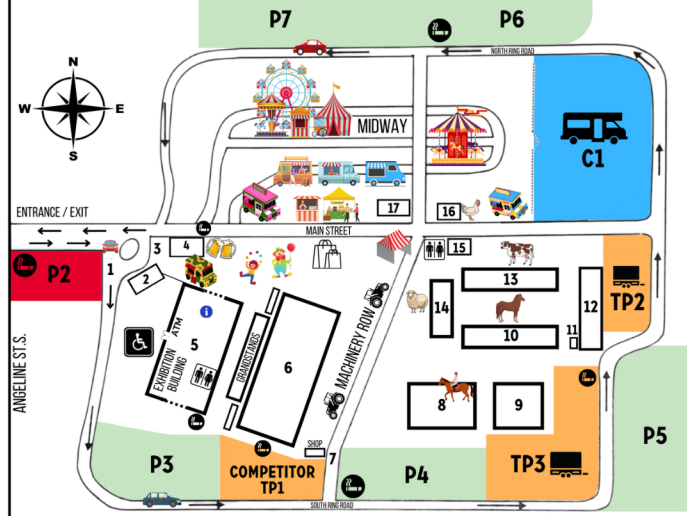 P7
P6
NORTH RING ROAD
N
W
E
S
MIDWAY
C1
ENTRANCE / EXIT
17
16
MAIN STREET
P2
1
3
4
15
2
13
TP2
14
12
ATM
5
EXHIBITION
BUILDING
GRANDSTANDS
6
MACHINERY ROW
10
11
8
9
ANGELINE ST.S.
SHOP
7
P3
COMPETITOR
TP1
P4
TP3
P5
SOUTH RING ROAD